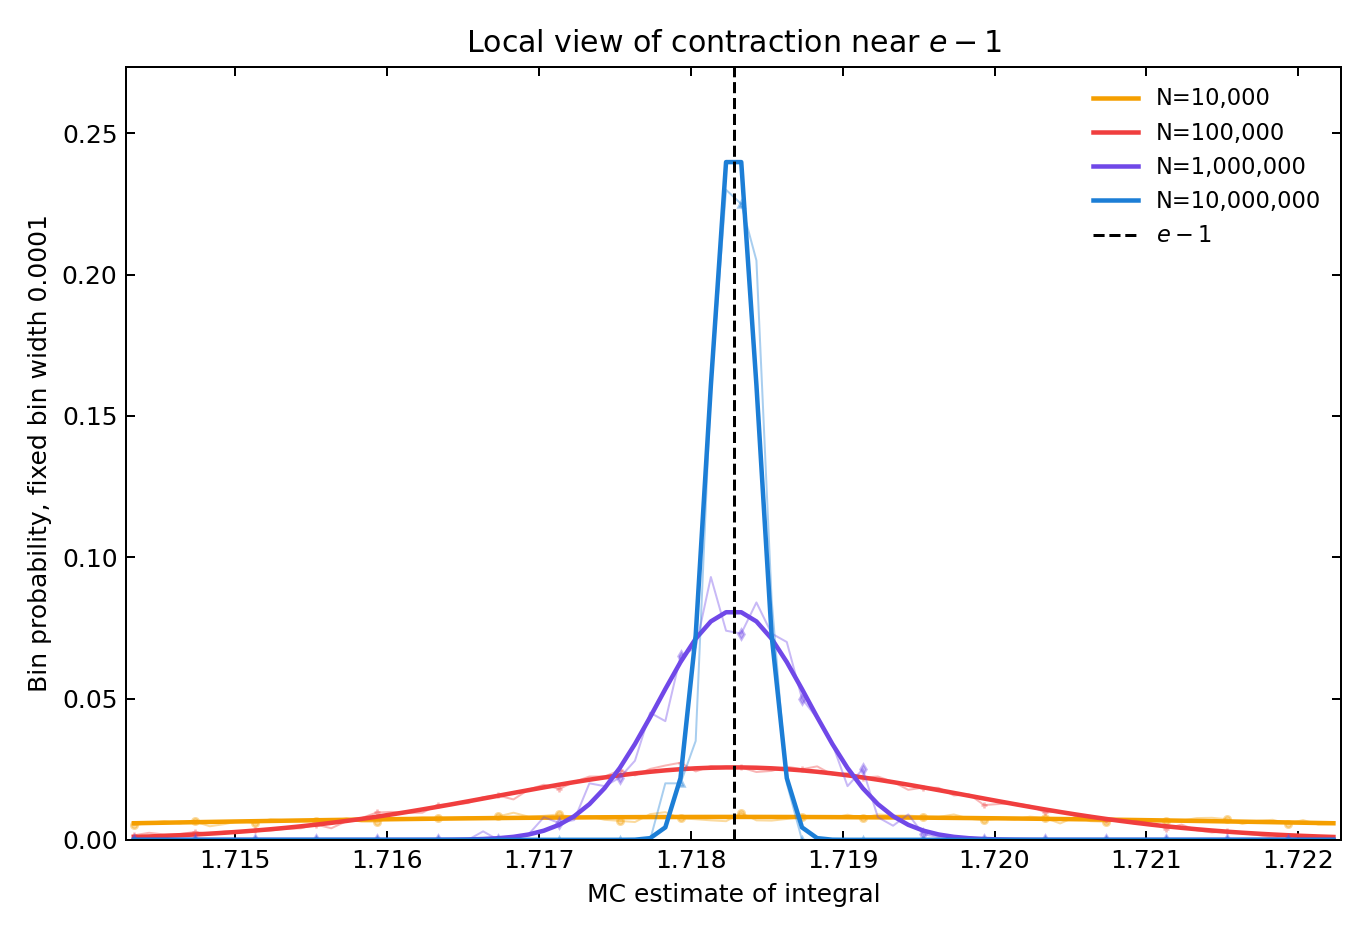 Local view of contraction near e − 1
N=10,000
N=100,000
N=1,000,000
N=10,000,000
e − 1
Bin probability, fixed bin width 0.0001
0.25
0.20
0.15
0.10
0.05
0.00
1.715 1.716 1.717 1.718 1.719 1.720 1.721 1.722
MC estimate of integral